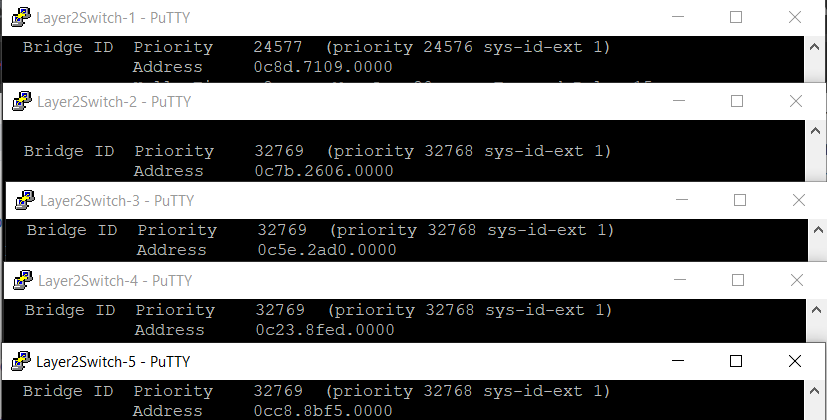 Layer2Switch-1 - PuTTY
Bridge ID Priority 24577 (priority 24576 sys-id-ext 1)
Address 0c8d.7109.0000
Layer2Switch-2 - PuTTY
Bridge ID Priority 32769 (priority 32768 sys-id-ext 1)
Address 0c7b.2606.0000
Layer2Switch-3 - PuTTY
Bridge ID Priority 32769 (priority 32768 sys-id-ext 1)
Address 0c5e.2ad0.0000
Layer2Switch-4 - PuTTY
Bridge ID Priority 32769 (priority 32768 sys-id-ext 1)
Address 0c23.8fed.0000
Layer2Switch-5 - PuTTY
Bridge ID Priority 32769 (priority 32768 sys-id-ext 1)
Address 0cc8.8bf5.0000